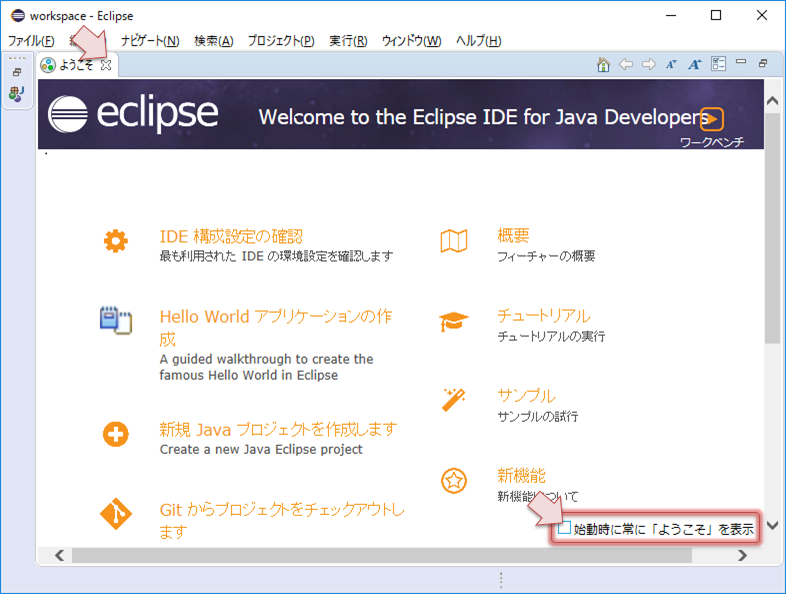 workspace - Eclipse
ファイル(F) ナビゲート(N) 検索(A) プロジェクト(P) 実行(R) ウィンドウ(W) ヘルプ(H)
ようこそ
eclipse
Welcome to the Eclipse IDE for Java Developers
ワークベンチ
IDE 構成設定の確認
最も利用された IDE の環境設定を確認します
概要
フィーチャーの概要
Hello World アプリケーションの作
成
A guided walkthrough to create the
famous Hello World in Eclipse
チュートリアル
チュートリアルの実行
サンプル
サンプルの試行
新規 Java プロジェクトを作成します
Create a new Java Eclipse project
新機能
新機能について
Git からプロジェクトをチェックアウトし
ます
始動時に常に「ようこそ」を表示